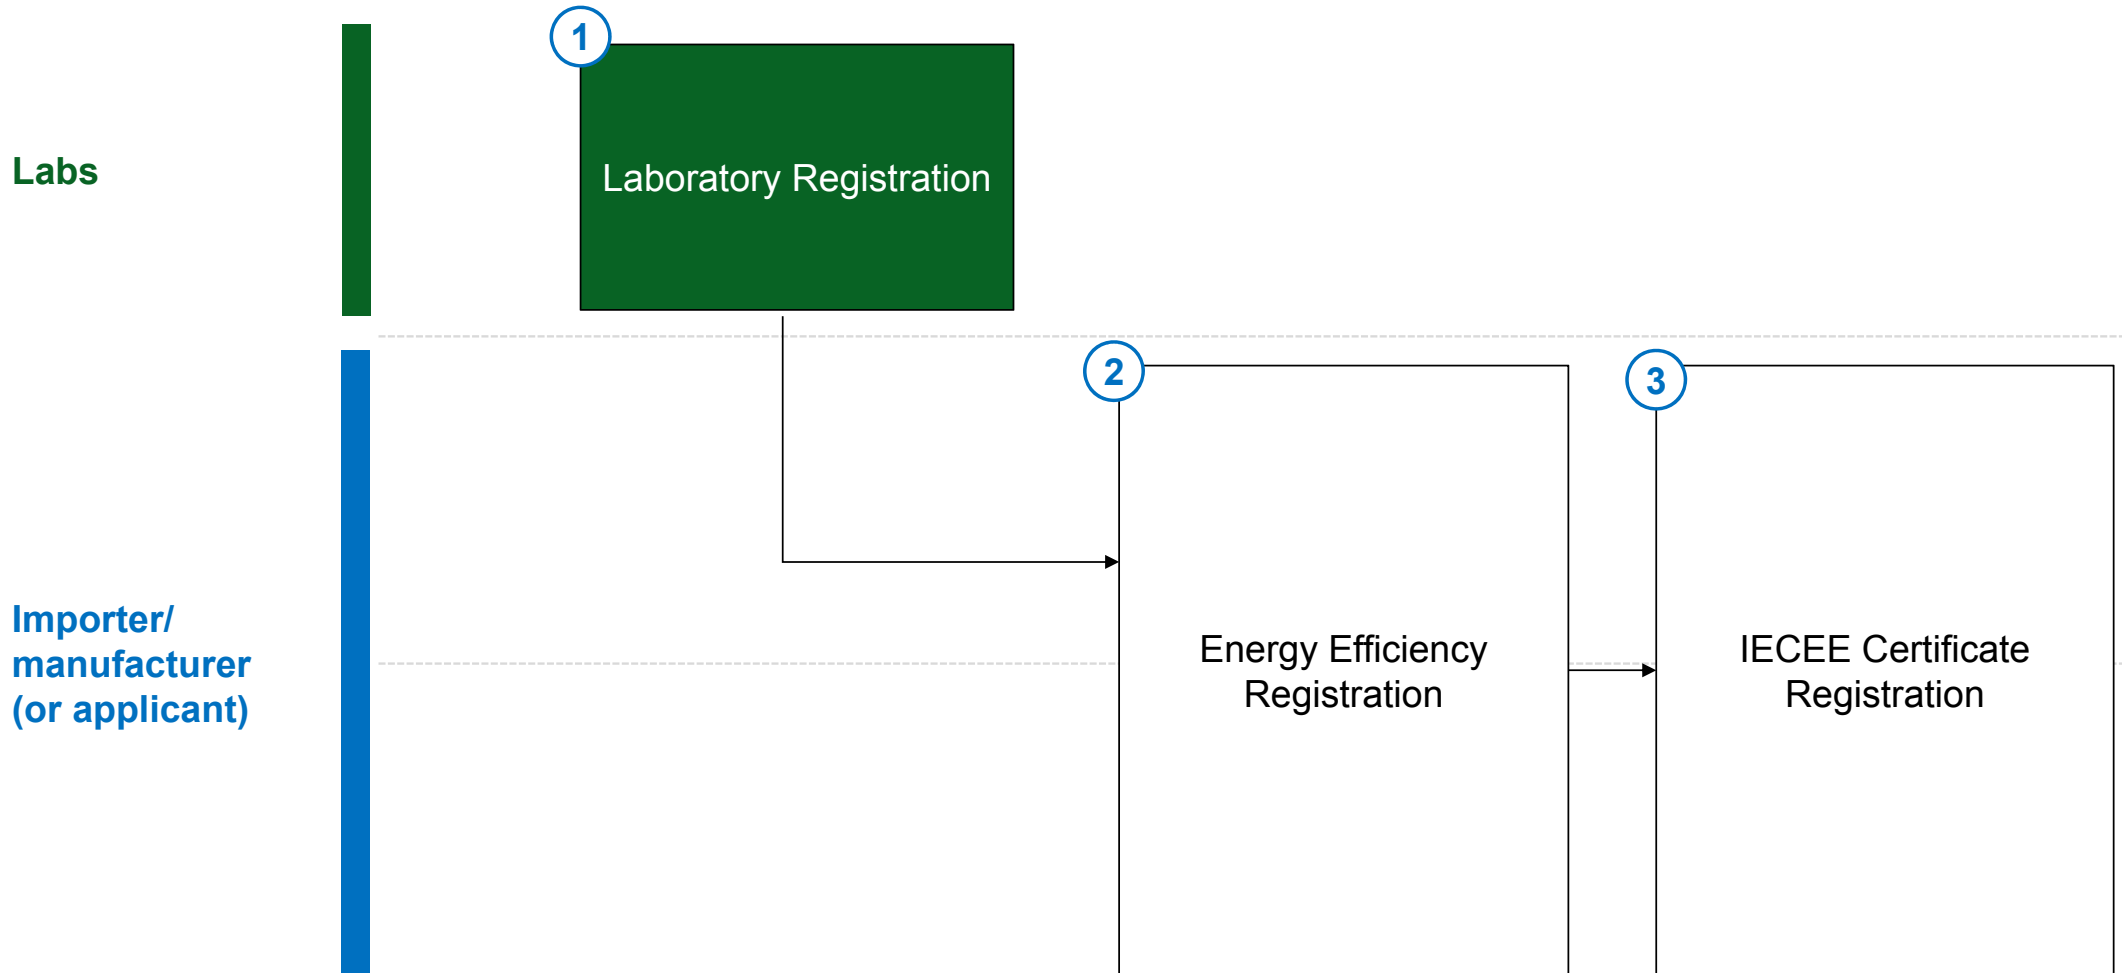 1
Labs
Laboratory Registration
2
3
Importer/
manufacturer
(or applicant)
Energy Efficiency
Registration
IECEE Certificate
Registration